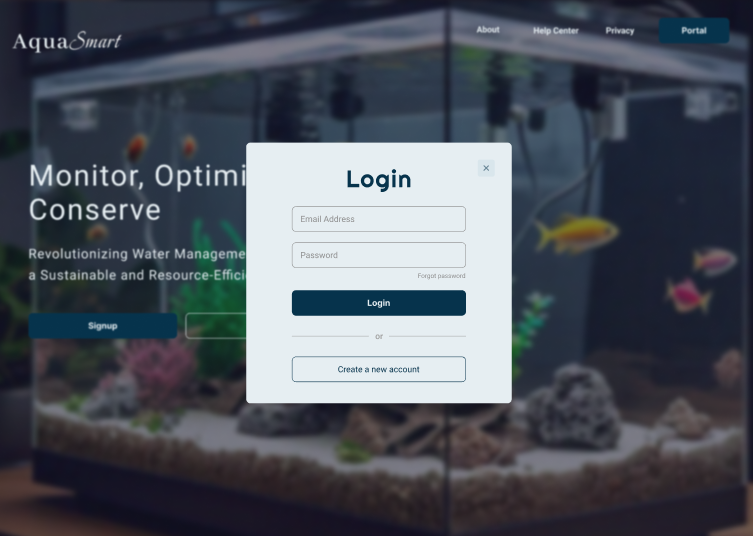 AquaSmart
About
Help Center
Privacy
Portal
Monitor, Optimi
Conserve
Revolutionizing Water Manageme
a Sustainable and Resource-Effici
Signup
Login
×
Email Address
Password
Forgot password
Login
or
Create a new account